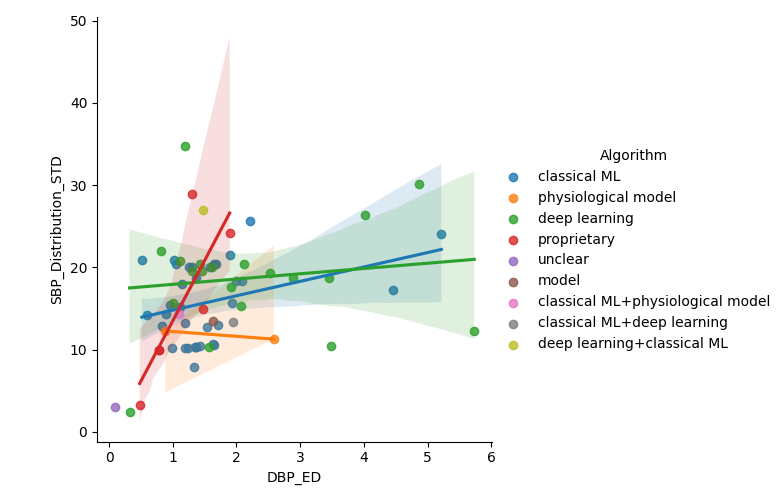 50
40
30
20
10
0
SBP_Distribution_STD
0 1 2 3 4 5 6
DBP_ED
Algorithm
classical ML
physiological model
deep learning
proprietary
unclear
model
classical ML+physiological model
classical ML+deep learning
deep learning+classical ML